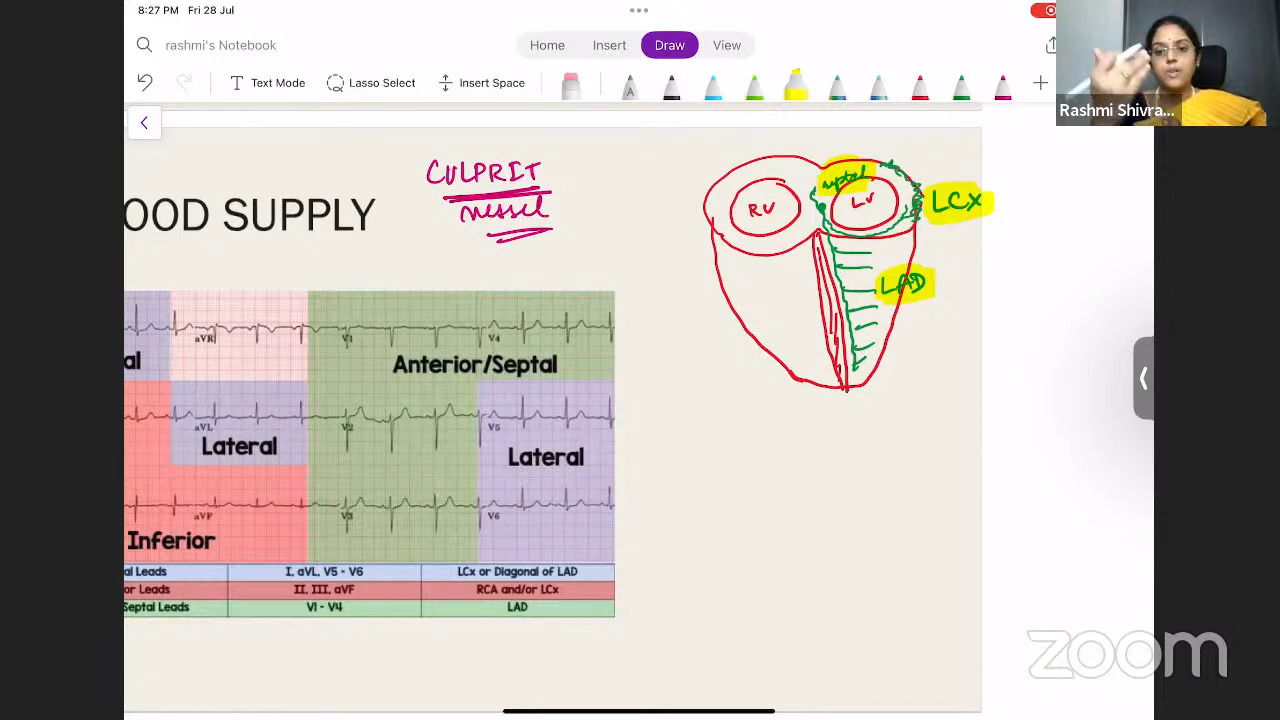 8:27 PM Fri 28 Jul
rashmi's Notebook
Home Insert Draw View
Text Mode Lasso Select Insert Space
A
Rashmi Shivra...
OOD SUPPLY
CULPRIT
vessel
septal
RV
LV
LCx
LAD
aVR V1 V4
al Anterior/Septal
aVL V2 V5
Lateral Lateral
aVF V3 V6
Inferior
al Leads I, aVL, V5 - V6 LCx or Diagonal of LAD
or Leads II, III, aVF RCA and/or LCx
Septal Leads V1 - V4 LAD
zoom